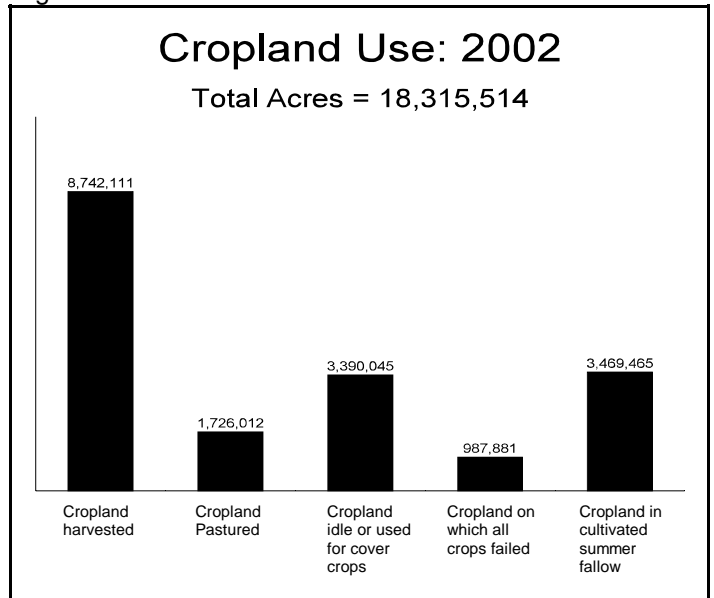 Cropland Use: 2002
Total Acres = 18,315,514
8,742,111
1,726,012
3,390,045
987,881
3,469,465
Cropland
harvested
Cropland
Pastured
Cropland
idle or used
for cover
crops
Cropland on
which all
crops failed
Cropland in
cultivated
summer
fallow